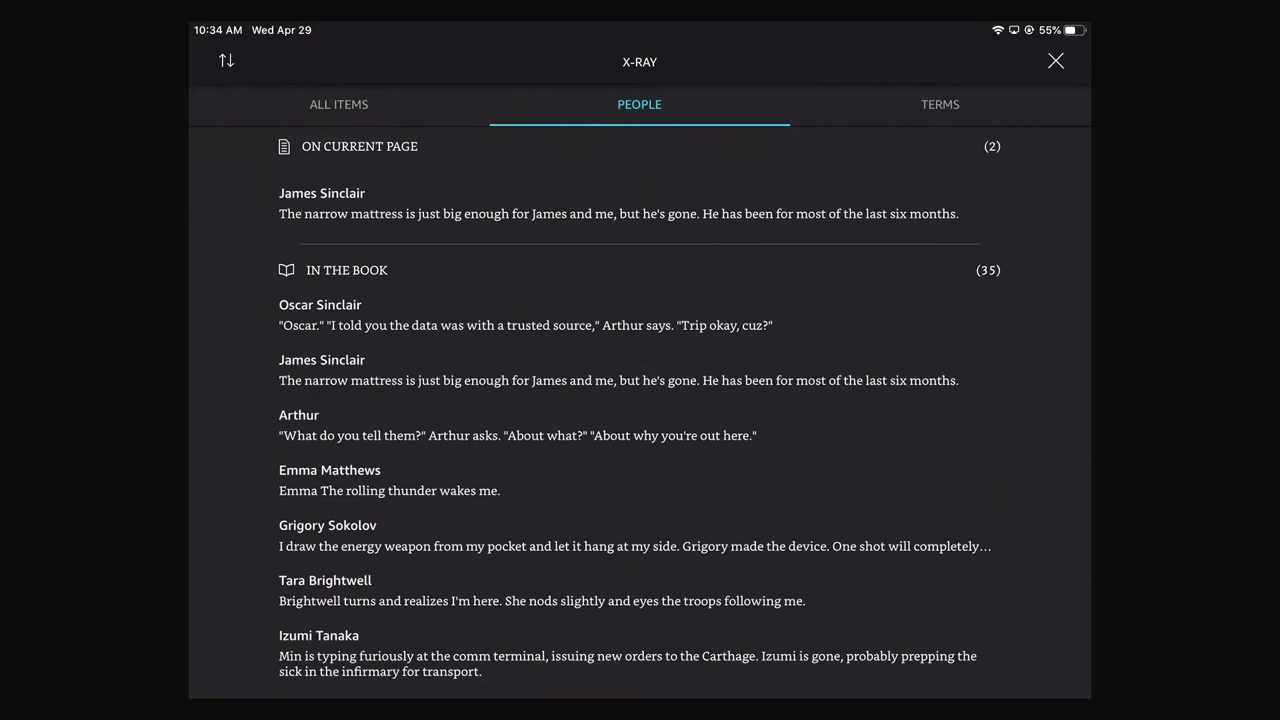 10:34 AM Wed Apr 29
55%
X-RAY
ALL ITEMS
PEOPLE
TERMS
ON CURRENT PAGE
(2)
James Sinclair
The narrow mattress is just big enough for James and me, but he's gone. He has been for most of the last six months.
IN THE BOOK
(35)
Oscar Sinclair
"Oscar." "I told you the data was with a trusted source," Arthur says. "Trip okay, cuz?"
James Sinclair
The narrow mattress is just big enough for James and me, but he's gone. He has been for most of the last six months.
Arthur
"What do you tell them?" Arthur asks. "About what?" "About why you're out here."
Emma Matthews
Emma The rolling thunder wakes me.
Grigory Sokolov
I draw the energy weapon from my pocket and let it hang at my side. Grigory made the device. One shot will completely…
Tara Brightwell
Brightwell turns and realizes I'm here. She nods slightly and eyes the troops following me.
Izumi Tanaka
Min is typing furiously at the comm terminal, issuing new orders to the Carthage. Izumi is gone, probably prepping the
sick in the infirmary for transport.